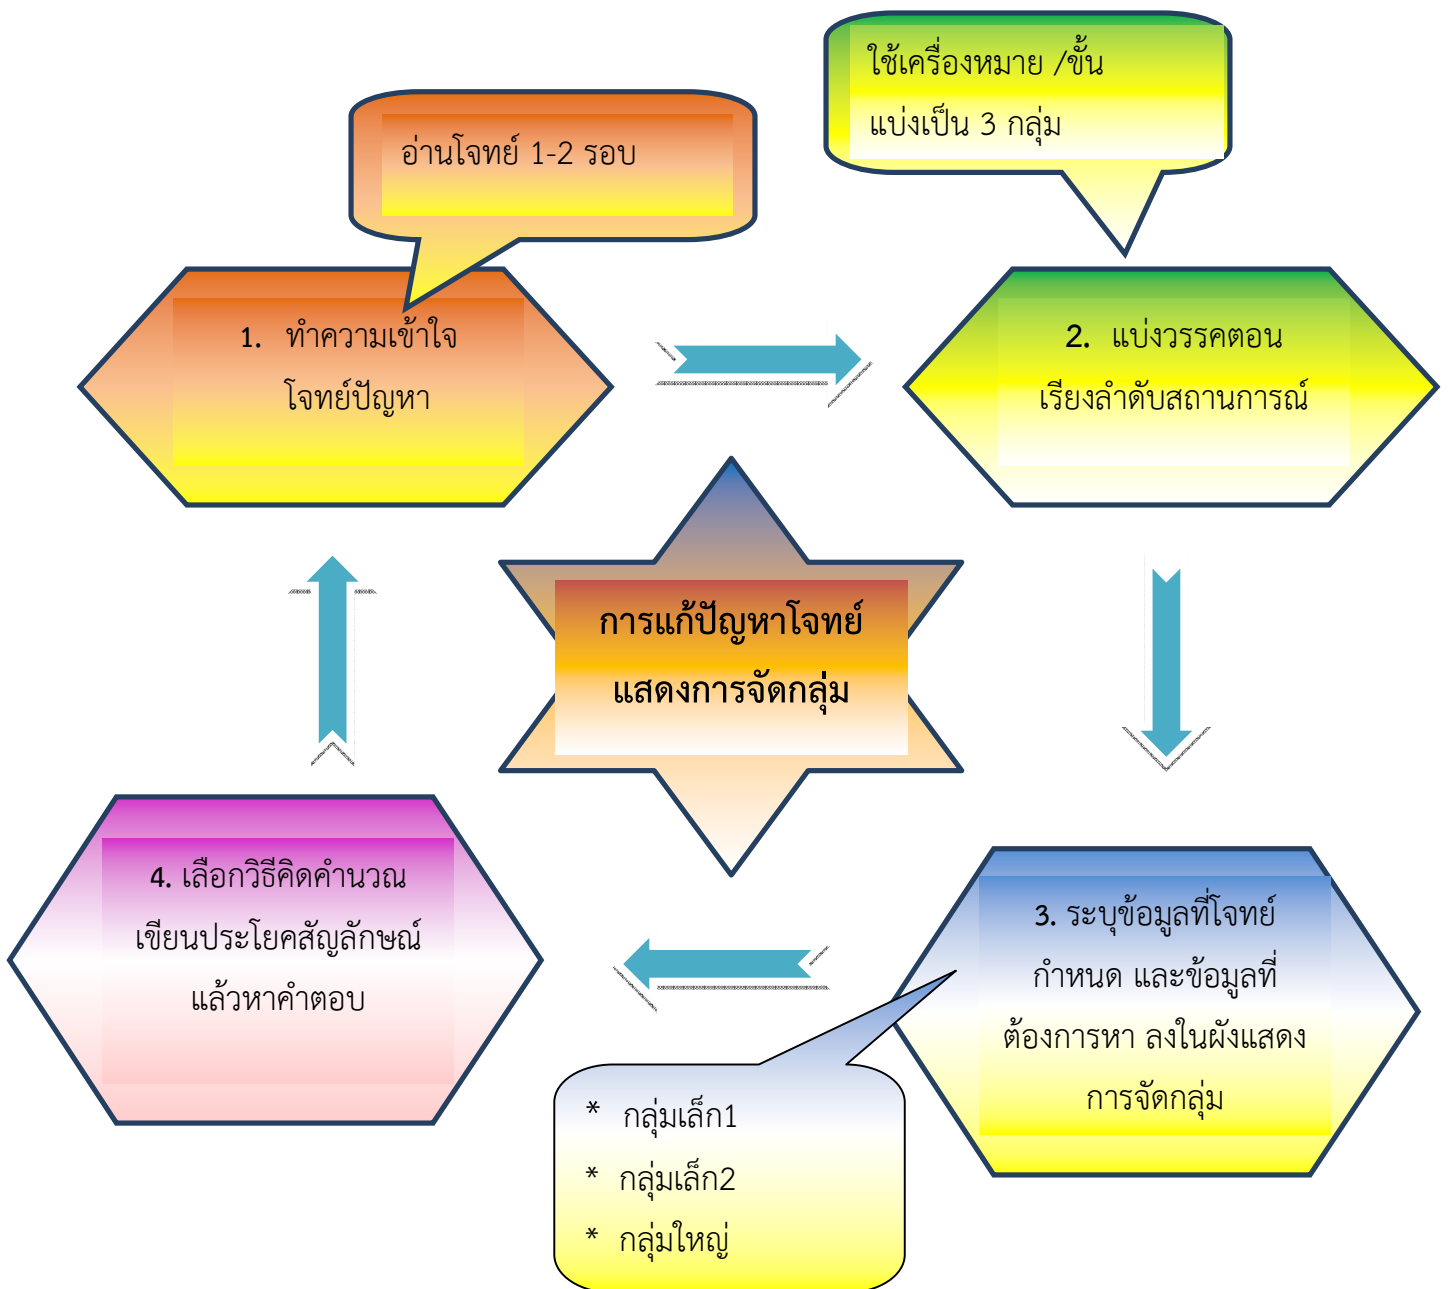 ใช้เครื่องหมาย /ขั้น
แบ่งเป็น 3 กลุ่ม
อ่านโจทย์ 1-2 รอบ
1. ทำความเข้าใจ
โจทย์ปัญหา
2. แบ่งวรรคตอน
เรียงลำดับสถานการณ์
การแก้ปัญหาโจทย์
แสดงการจัดกลุ่ม
3. ระบุข้อมูลที่โจทย์
กำหนด และข้อมูลที่
ต้องการหา ลงในผังแสดง
การจัดกลุ่ม
* กลุ่มเล็ก1
* กลุ่มเล็ก2
* กลุ่มใหญ่
4. เลือกวิธีคิดคำนวณ
เขียนประโยคสัญลักษณ์
แล้วหาคำตอบ